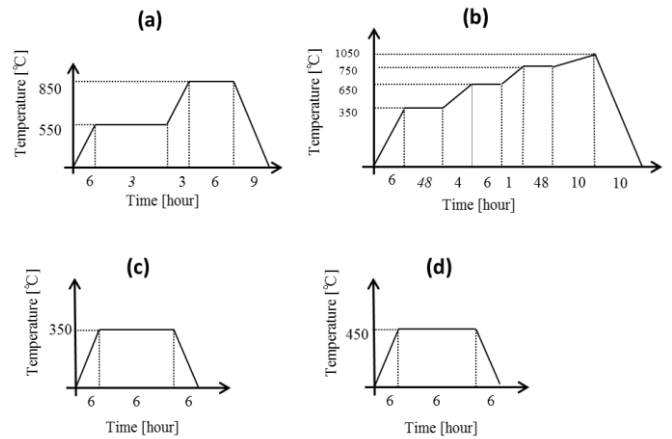 (a)
Temperature [℃]
850
550
6 3 3 6 9
Time [hour]
(b)
Temperature [℃]
1050
750
650
350
6 48 4 6 1 48 10 10
Time [hour]
(c)
Temperature [℃]
350
6 6 6
Time [hour]
(d)
Temperature [℃]
450
6 6 6
Time [hour]